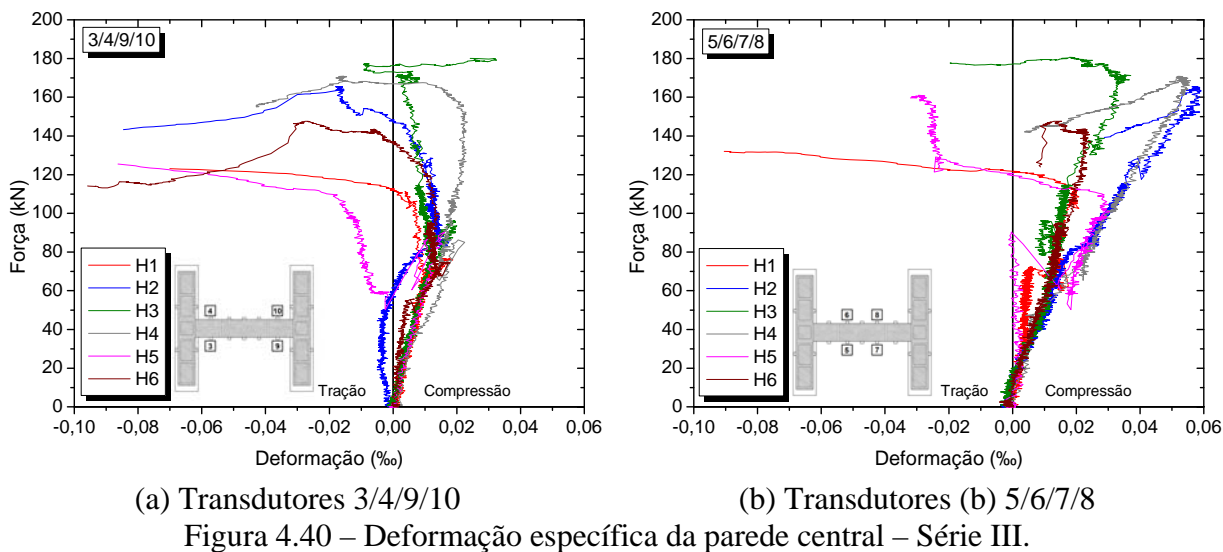 3/4/9/10
Força (kN)
200
180
160
140
120
100
80
60
40
20
0
H1
H2
H3
H4
H5
H6
4
10
3
9
Tração
Compressão
-0,10 -0,08 -0,06 -0,04 -0,02 0,00 0,02 0,04 0,06
Deformação (‰)
(a) Transdutores 3/4/9/10
5/6/7/8
Força (kN)
200
180
160
140
120
100
80
60
40
20
0
H1
H2
H3
H4
H5
H6
6
8
5
7
Tração
Compressão
-0,10 -0,08 -0,06 -0,04 -0,02 0,00 0,02 0,04 0,06
Deformação (‰)
(b) Transdutores (b) 5/6/7/8
Figura 4.40 – Deformação específica da parede central – Série III.